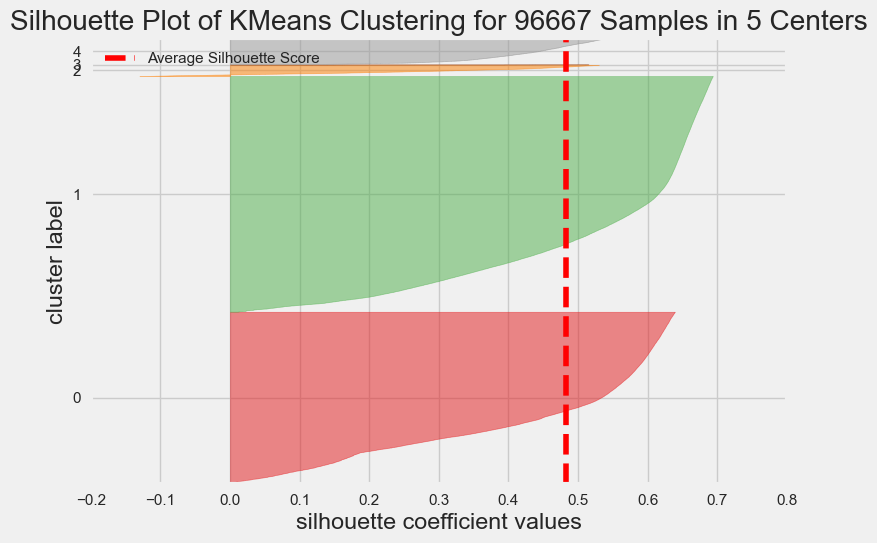 Silhouette Plot of KMeans Clustering for 96667 Samples in 5 Centers
Average Silhouette Score
4
3
2
1
0
cluster label
−0.2 −0.1 0.0 0.1 0.2 0.3 0.4 0.5 0.6 0.7 0.8
silhouette coefficient values